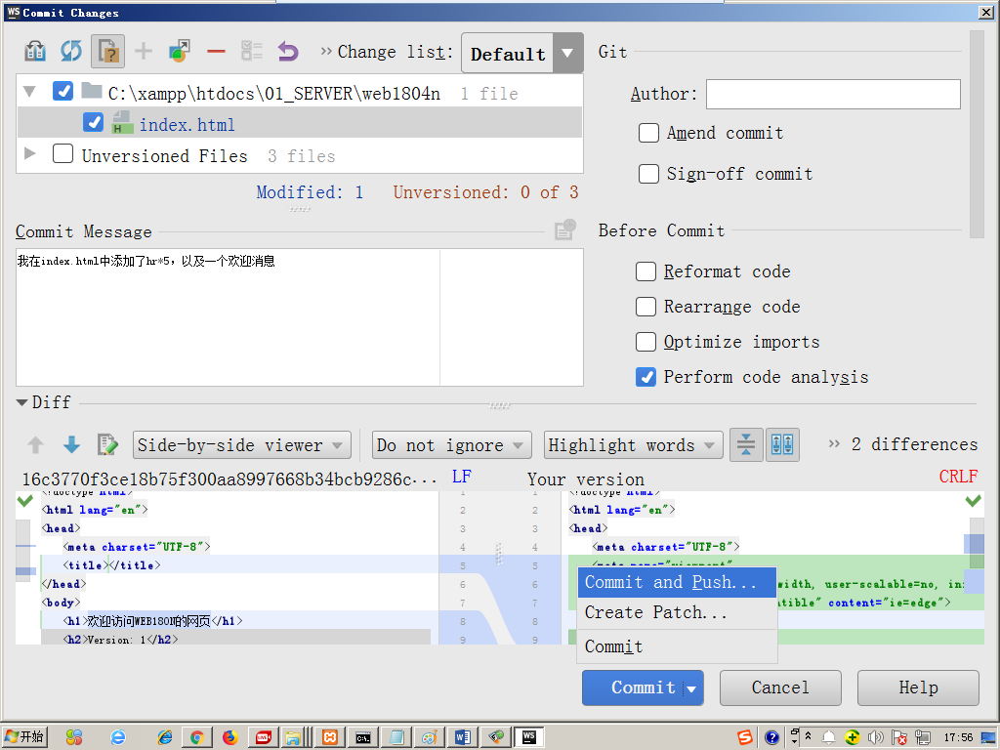 WS Commit Changes
Change list: Default
C:\xampp\htdocs\01_SERVER\web1804n 1 file
index.html
Unversioned Files 3 files
Modified: 1 Unversioned: 0 of 3
Git
Author:
Amend commit
Sign-off commit
Commit Message
我在index.html中添加了hr*5，以及一个欢迎消息
Before Commit
Reformat code
Rearrange code
Optimize imports
Perform code analysis
Diff
Side-by-side viewer
Do not ignore
Highlight words
2 differences
16c3770f3ce18b75f300aa8997668b34bcb9286c... LF
Your version CRLF
<!doctype html> 1
<html lang="en"> 2
<head> 3
<meta charset="UTF-8"> 4
<title></title> 5
</head> 6
<body> 7
<h1>欢迎访问WEB180N的网页</h1> 8
<h2>Version: 1</h2> 9
1 <!doctype html>
2 <html lang="en">
3 <head>
4 <meta charset="UTF-8">
5 <meta name="viewport"
6 width, user-scalable=no, in
7 atible" content="ie=edge">
8
9
Commit and Push...
Create Patch...
Commit
Commit
Cancel
Help
开始
WS
17:56